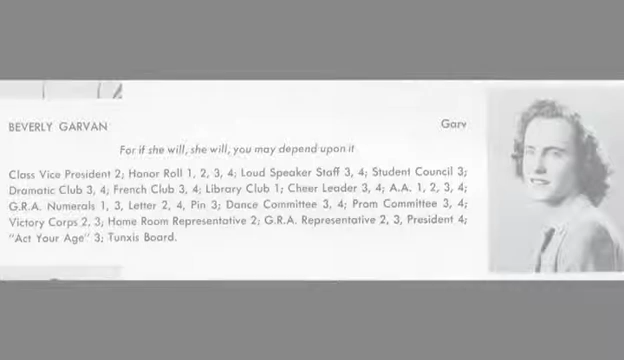 BEVERLY GARVAN Garv
For if she will, she will, you may depend upon it
Class Vice President 2; Honor Roll 1, 2, 3, 4; Loud Speaker Staff 3, 4; Student Council 3;
Dramatic Club 3, 4; French Club 3, 4; Library Club 1; Cheer Leader 3, 4; A.A. 1, 2, 3, 4;
G.R.A. Numerals 1, 3, Letter 2, 4, Pin 3; Dance Committee 3, 4; Prom Committee 3, 4;
Victory Corps 2, 3; Home Room Representative 2; G.R.A. Representative 2, 3, President 4;
"Act Your Age" 3; Tunxis Board.